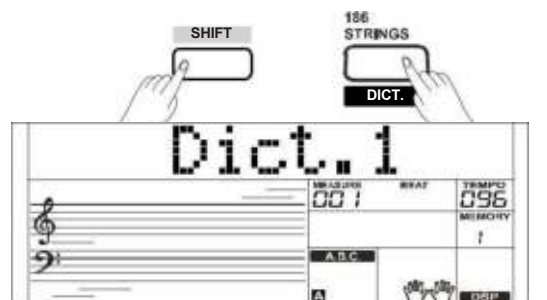 186
SHIFT
STRINGS
DICT.
Dict. 1
MEASURE BEAT TEMPO
001 096
MEMORY
1
A.B.C.
A